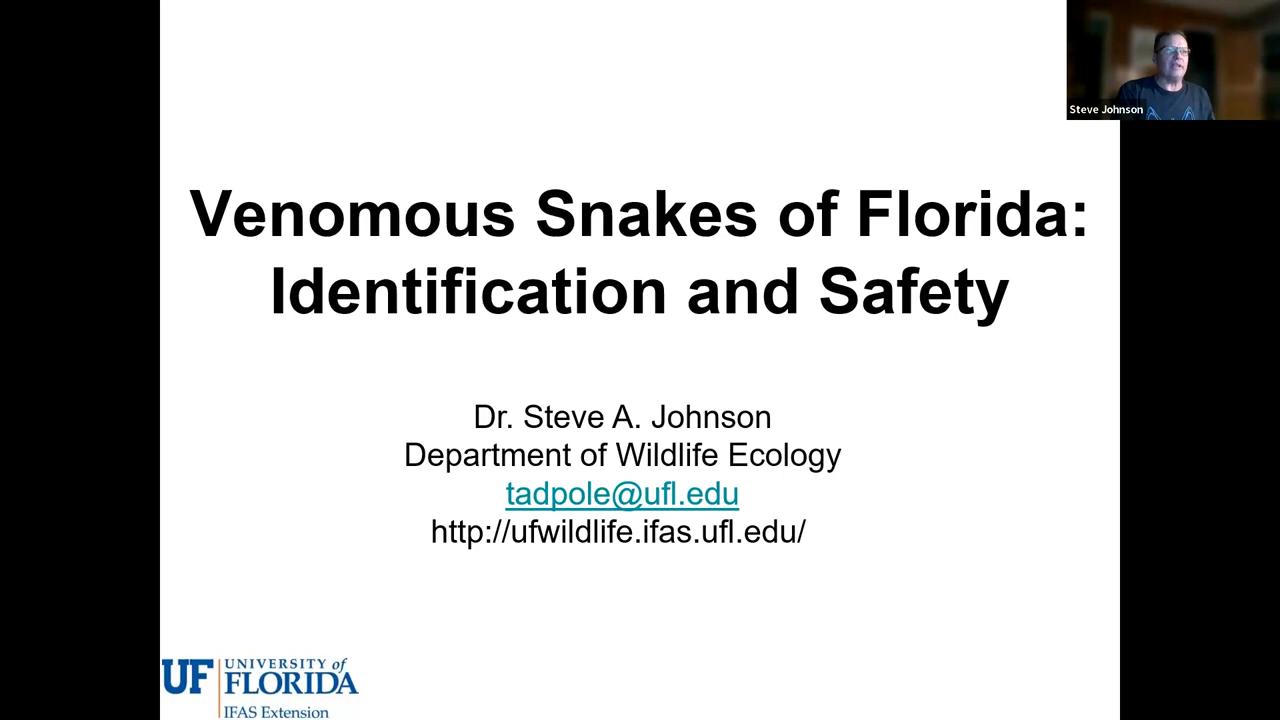 Steve Johnson
Venomous Snakes of Florida:
Identification and Safety
Dr. Steve A. Johnson
Department of Wildlife Ecology
tadpole@ufl.edu
http://ufwildlife.ifas.ufl.edu/
UF
UNIVERSITY of
FLORIDA
IFAS Extension